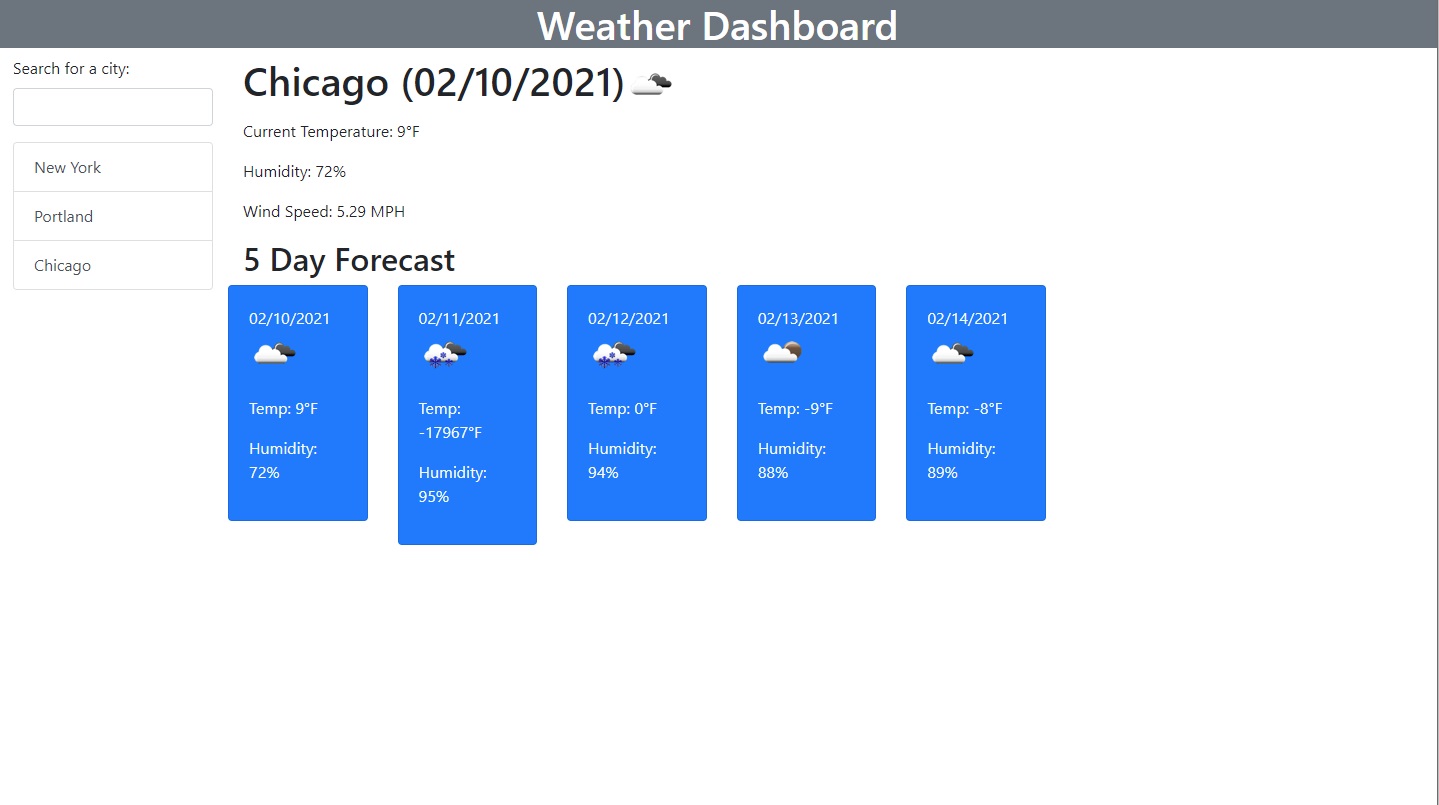 Weather Dashboard
Search for a city:
New York
Portland
Chicago
Chicago (02/10/2021)
Current Temperature: 9°F
Humidity: 72%
Wind Speed: 5.29 MPH
5 Day Forecast
02/10/2021
Temp: 9°F
Humidity:
72%
02/11/2021
Temp:
-17967°F
Humidity:
95%
02/12/2021
Temp: 0°F
Humidity:
94%
02/13/2021
Temp: -9°F
Humidity:
88%
02/14/2021
Temp: -8°F
Humidity:
89%